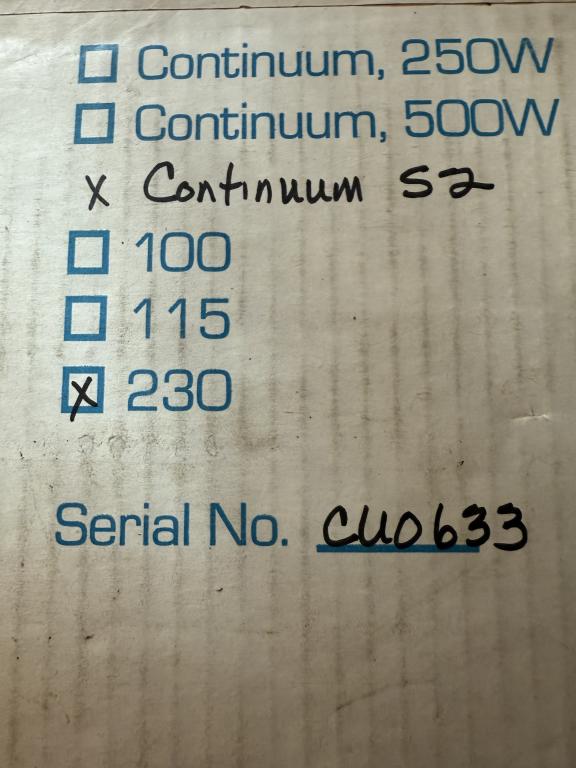 ☐ Continuum, 250W
☐ Continuum, 500W
x Continuum S2
☐ 100
☐ 115
☒ 230
Serial No. CU0633